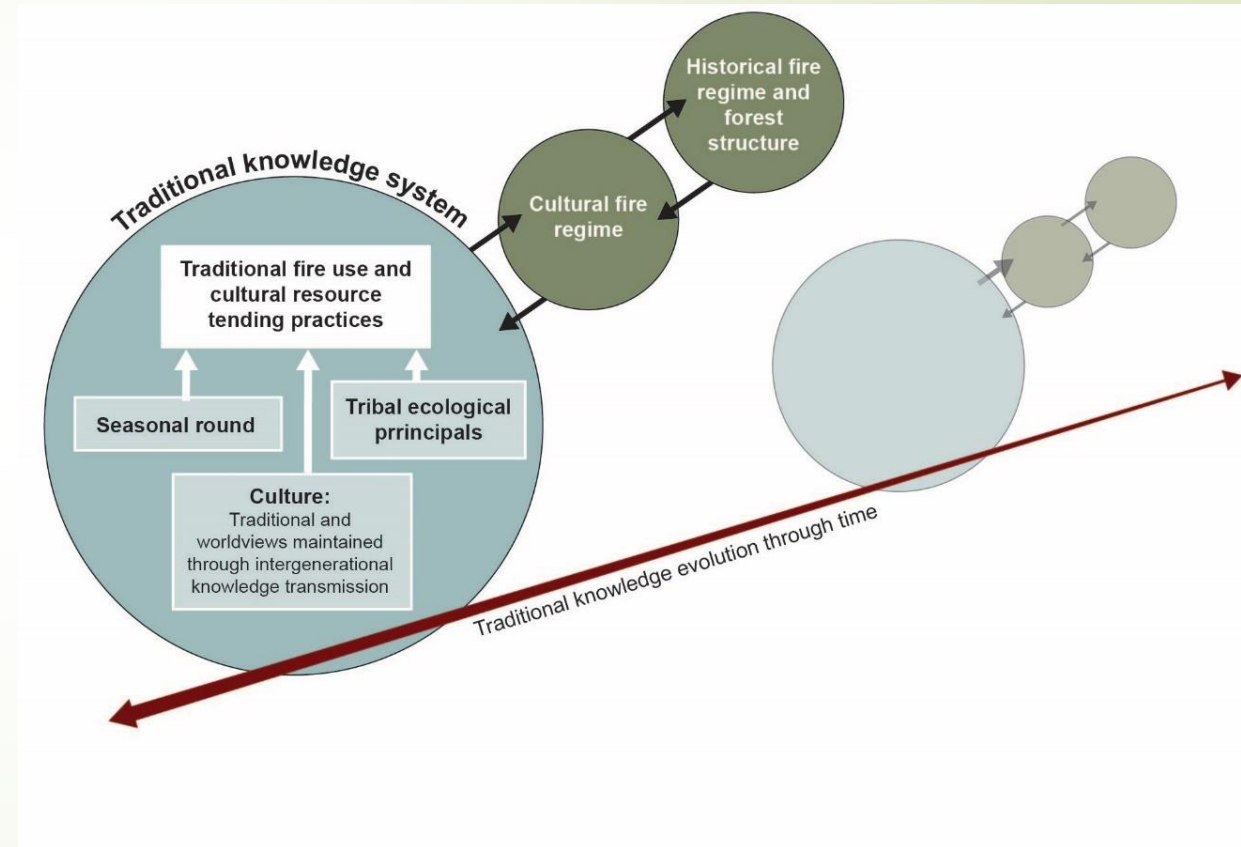 Historical fire
regime and
forest
structure
Cultural fire
regime
Traditional knowledge system
Traditional fire use and
cultural resource
tending practices
Seasonal round
Tribal ecological
prrincipals
Culture:
Traditional and
worldviews maintained
through intergenerational
knowledge transmission
Traditional knowledge evolution through time